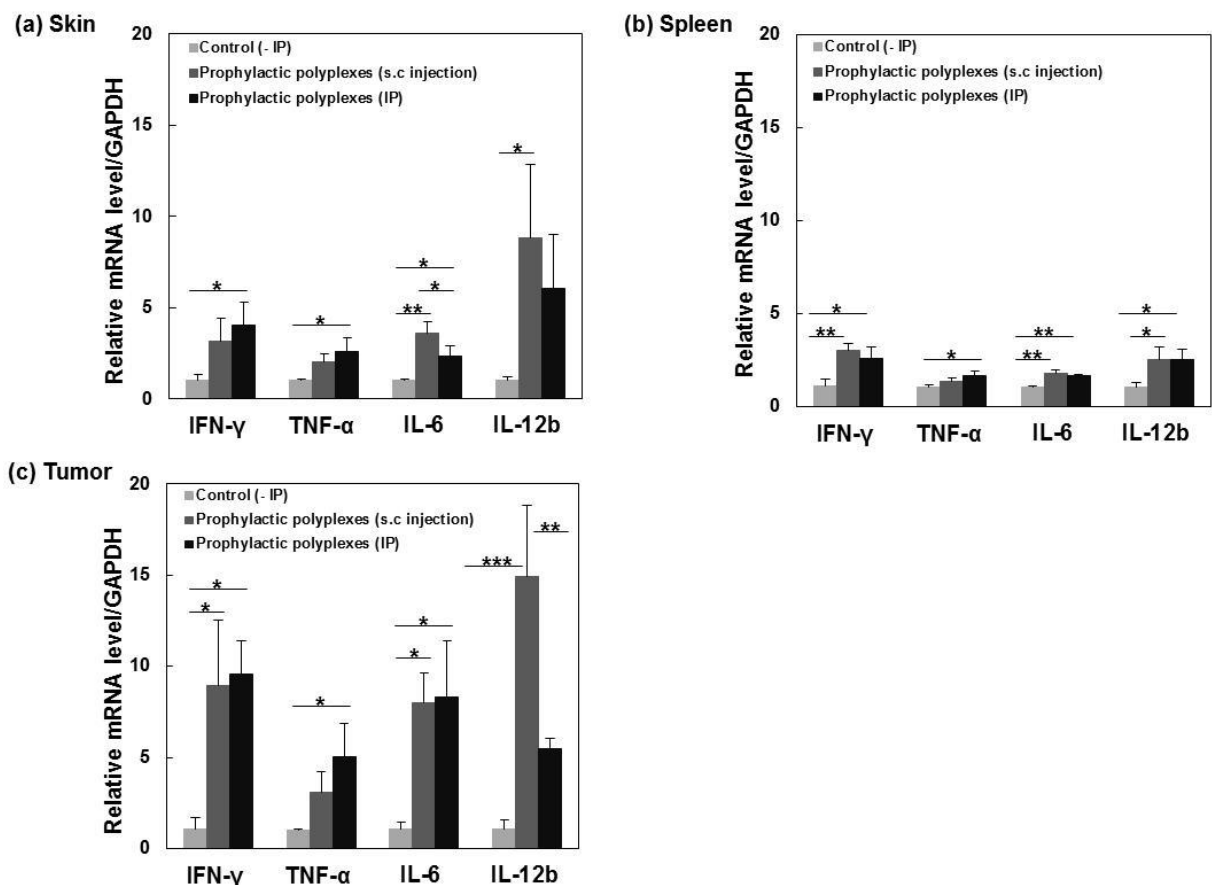 (a) Skin
20
15
10
5
0
Relative mRNA level/GAPDH
Control (- IP)
Prophylactic polyplexes (s.c injection)
Prophylactic polyplexes (IP)
*
*
*
*
**
*
IFN-γ TNF-α IL-6 IL-12b
(b) Spleen
20
15
10
5
0
Relative mRNA level/GAPDH
Control (- IP)
Prophylactic polyplexes (s.c injection)
Prophylactic polyplexes (IP)
*
**
*
**
**
*
*
IFN-γ TNF-α IL-6 IL-12b
(c) Tumor
20
15
10
5
0
Relative mRNA level/GAPDH
Control (- IP)
Prophylactic polyplexes (s.c injection)
Prophylactic polyplexes (IP)
*
*
*
*
*
***
**
IFN-γ TNF-α IL-6 IL-12b